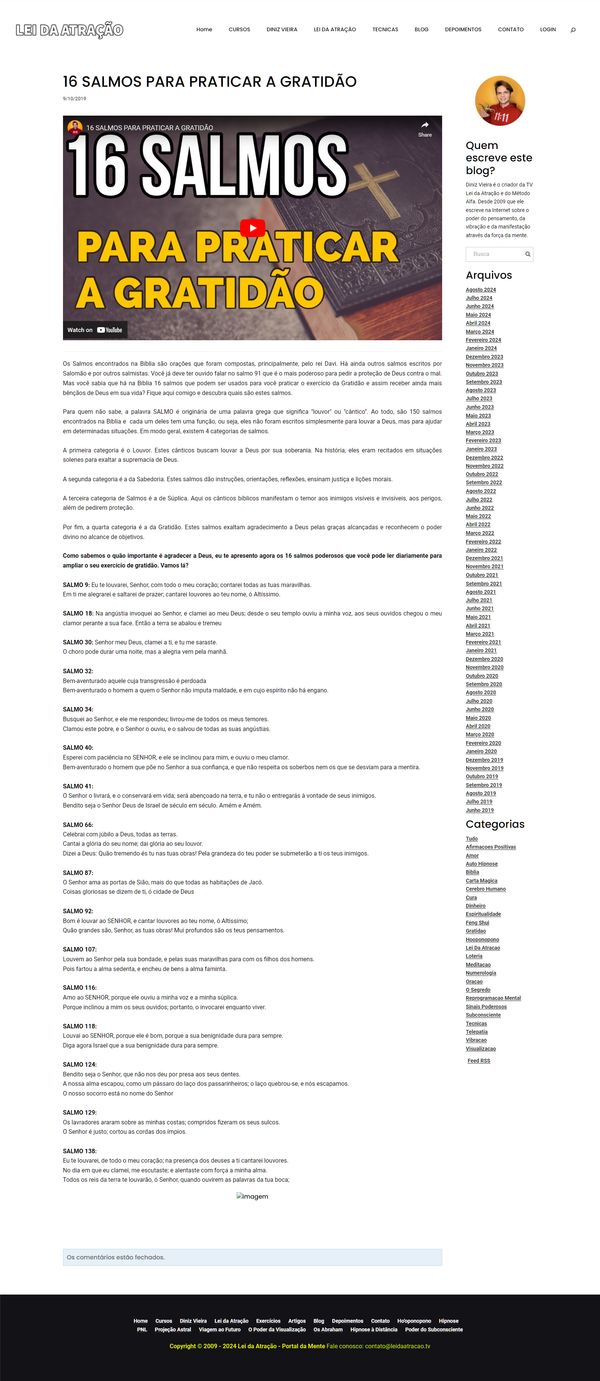 LEI DA ATRAÇÃO
Home CURSOS DINIZ VIEIRA LEI DA ATRAÇÃO TECNICAS BLOG DEPOIMENTOS CONTATO LOGIN
16 SALMOS PARA PRATICAR A GRATIDÃO
9/10/2019
16 SALMOS PARA PRATICAR A GRATIDÃO
Share
16 SALMOS
PARA PRATICAR
A GRATIDÃO
Watch on YouTube
Os Salmos encontrados na Bíblia são orações que foram compostas, principalmente, pelo rei Davi. Há ainda outros salmos escritos por
Salomão e por outros salmistas. Você já deve ter ouvido falar no salmo 91 que é o mais poderoso para pedir a proteção de Deus contra o mal.
Mas você sabia que há na Bíblia 16 salmos que podem ser usados para você praticar o exercício da Gratidão e assim receber ainda mais
bênçãos de Deus em sua vida? Fique aqui comigo e descubra quais são estes salmos.
Para quem não sabe, a palavra SALMO é originária de uma palavra grega que significa "louvor" ou "cântico". Ao todo, são 150 salmos
encontrados na Bíblia e cada um deles tem uma função, ou seja, eles não foram escritos simplesmente para louvar a Deus, mas para ajudar
em determinadas situações. Em modo geral, existem 4 categorias de salmos.
A primeira categoria é o Louvor. Estes cânticos buscam louvar a Deus por sua soberania. Na história, eles eram recitados em situações
solenes para exaltar a supremacia de Deus.
A segunda categoria é a da Sabedoria. Estes salmos dão instruções, orientações, reflexões, ensinam justiça e lições morais.
A terceira categoria de Salmos é a de Súplica. Aqui os cânticos bíblicos manifestam o temor aos inimigos visíveis e invisíveis, aos perigos,
além de pedirem proteção.
Por fim, a quarta categoria é a da Gratidão. Estes salmos exaltam agradecimento a Deus pelas graças alcançadas e reconhecem o poder
divino no alcance de objetivos.
Como sabemos o quão importante é agradecer a Deus, eu te apresento agora os 16 salmos poderosos que você pode ler diariamente para
ampliar o seu exercício de gratidão. Vamos lá?
SALMO 9: Eu te louvarei, Senhor, com todo o meu coração; contarei todas as tuas maravilhas.
Em ti me alegrarei e saltarei de prazer; cantarei louvores ao teu nome, ó Altíssimo.
SALMO 18: Na angústia invoquei ao Senhor, e clamei ao meu Deus; desde o seu templo ouviu a minha voz, aos seus ouvidos chegou o meu
clamor perante a sua face. Então a terra se abalou e tremeu
SALMO 30: Senhor meu Deus, clamei a ti, e tu me saraste.
O choro pode durar uma noite, mas a alegria vem pela manhã.
SALMO 32:
Bem-aventurado aquele cuja transgressão é perdoada
Bem-aventurado o homem a quem o Senhor não imputa maldade, e em cujo espírito não há engano.
SALMO 34:
Busquei ao Senhor, e ele me respondeu; livrou-me de todos os meus temores.
Clamou este pobre, e o Senhor o ouviu, e o salvou de todas as suas angústias.
SALMO 40:
Esperei com paciência no SENHOR, e ele se inclinou para mim, e ouviu o meu clamor.
Bem-aventurado o homem que põe no Senhor a sua confiança, e que não respeita os soberbos nem os que se desviam para a mentira.
SALMO 41:
O Senhor o livrará, e o conservará em vida; será abençoado na terra, e tu não o entregarás à vontade de seus inimigos.
Bendito seja o Senhor Deus de Israel de século em século. Amém e Amém.
SALMO 66:
Celebrai com júbilo a Deus, todas as terras.
Cantai a glória do seu nome; dai glória ao seu louvor.
Dizei a Deus: Quão tremendo és tu nas tuas obras! Pela grandeza do teu poder se submeterão a ti os teus inimigos.
SALMO 87:
O Senhor ama as portas de Sião, mais do que todas as habitações de Jacó.
Coisas gloriosas se dizem de ti, ó cidade de Deus
SALMO 92:
Bom é louvar ao SENHOR, e cantar louvores ao teu nome, ó Altíssimo;
Quão grandes são, Senhor, as tuas obras! Mui profundos são os teus pensamentos.
SALMO 107:
Louvem ao Senhor pela sua bondade, e pelas suas maravilhas para com os filhos dos homens.
Pois fartou a alma sedenta, e encheu de bens a alma faminta.
SALMO 116:
Amo ao SENHOR, porque ele ouviu a minha voz e a minha súplica.
Porque inclinou a mim os seus ouvidos; portanto, o invocarei enquanto viver.
SALMO 118:
Louvai ao SENHOR, porque ele é bom, porque a sua benignidade dura para sempre.
Diga agora Israel que a sua benignidade dura para sempre.
SALMO 124:
Bendito seja o Senhor, que não nos deu por presa aos seus dentes.
A nossa alma escapou, como um pássaro do laço dos passarinheiros; o laço quebrou-se, e nós escapamos.
O nosso socorro está no nome do Senhor
SALMO 129:
Os lavradores araram sobre as minhas costas; compridos fizeram os seus sulcos.
O Senhor é justo; cortou as cordas dos ímpios.
SALMO 138:
Eu te louvarei, de todo o meu coração; na presença dos deuses a ti cantarei louvores.
No dia em que eu clamei, me escutaste; e alentaste com força a minha alma.
Todos os reis da terra te louvarão, ó Senhor, quando ouvirem as palavras da tua boca;
imagem
Os comentários estão fechados.
11:11
Quem
escreve este
blog?
Diniz Vieira é o criador da TV
Lei da Atração e do Método
Alfa. Desde 2009 que ele
escreve na Internet sobre o
poder do pensamento, da
vibração e da manifestação
através da força da mente.
Busca
Arquivos
Agosto 2024
Julho 2024
Junho 2024
Maio 2024
Abril 2024
Março 2024
Fevereiro 2024
Janeiro 2024
Dezembro 2023
Novembro 2023
Outubro 2023
Setembro 2023
Agosto 2023
Julho 2023
Junho 2023
Maio 2023
Abril 2023
Março 2023
Fevereiro 2023
Janeiro 2023
Dezembro 2022
Novembro 2022
Outubro 2022
Setembro 2022
Agosto 2022
Julho 2022
Junho 2022
Maio 2022
Abril 2022
Março 2022
Fevereiro 2022
Janeiro 2022
Dezembro 2021
Novembro 2021
Outubro 2021
Setembro 2021
Agosto 2021
Julho 2021
Junho 2021
Maio 2021
Abril 2021
Março 2021
Fevereiro 2021
Janeiro 2021
Dezembro 2020
Novembro 2020
Outubro 2020
Setembro 2020
Agosto 2020
Julho 2020
Junho 2020
Maio 2020
Abril 2020
Março 2020
Fevereiro 2020
Janeiro 2020
Dezembro 2019
Novembro 2019
Outubro 2019
Setembro 2019
Agosto 2019
Julho 2019
Junho 2019
Categorias
Tudo
Afirmacoes Positivas
Amor
Auto Hipnose
Bíblia
Carta Magica
Cerebro Humano
Cura
Dinheiro
Espiritualidade
Feng Shui
Gratidao
Hooponopono
Lei Da Atracao
Loteria
Meditacao
Numerologia
Oracao
O Segredo
Reprogramacao Mental
Sinais Poderosos
Subconsciente
Tecnicas
Telepatia
Vibracao
Visualizacao
Feed RSS
Home Cursos Diniz Vieira Lei da Atração Exercícios Artigos Blog Depoimentos Contato Ho'oponopono Hipnose
PNL Projeção Astral Viagem ao Futuro O Poder da Visualização Os Abraham Hipnose à Distância Poder do Subconsciente
Copyright © 2009 - 2024 Lei da Atração - Portal da Mente Fale conosco: contato@leidaatracao.tv